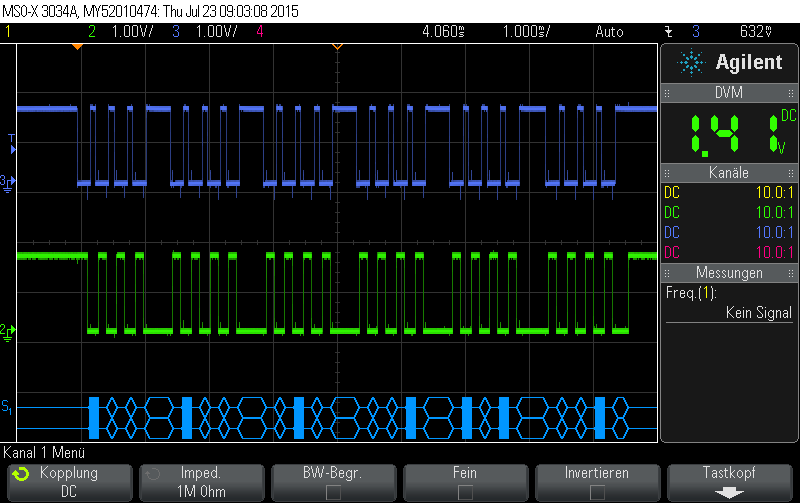 MSO-X 3034A, MY52010474: Thu Jul 23 09:03:08 2015
1 2 1.00V/ 3 1.00V/ 4 4.060s 1.000s/ Auto 3 632V
Agilent
DVM
DC
1.41 V
Kanäle
DC 10.0:1
DC 10.0:1
DC 10.0:1
DC 10.0:1
Messungen
Freq.(1):
Kein Signal
T
3
2
S1
Kanal 1 Menü
Kopplung Imped. BW-Begr. Fein Invertieren Tastkopf
DC 1M Ohm